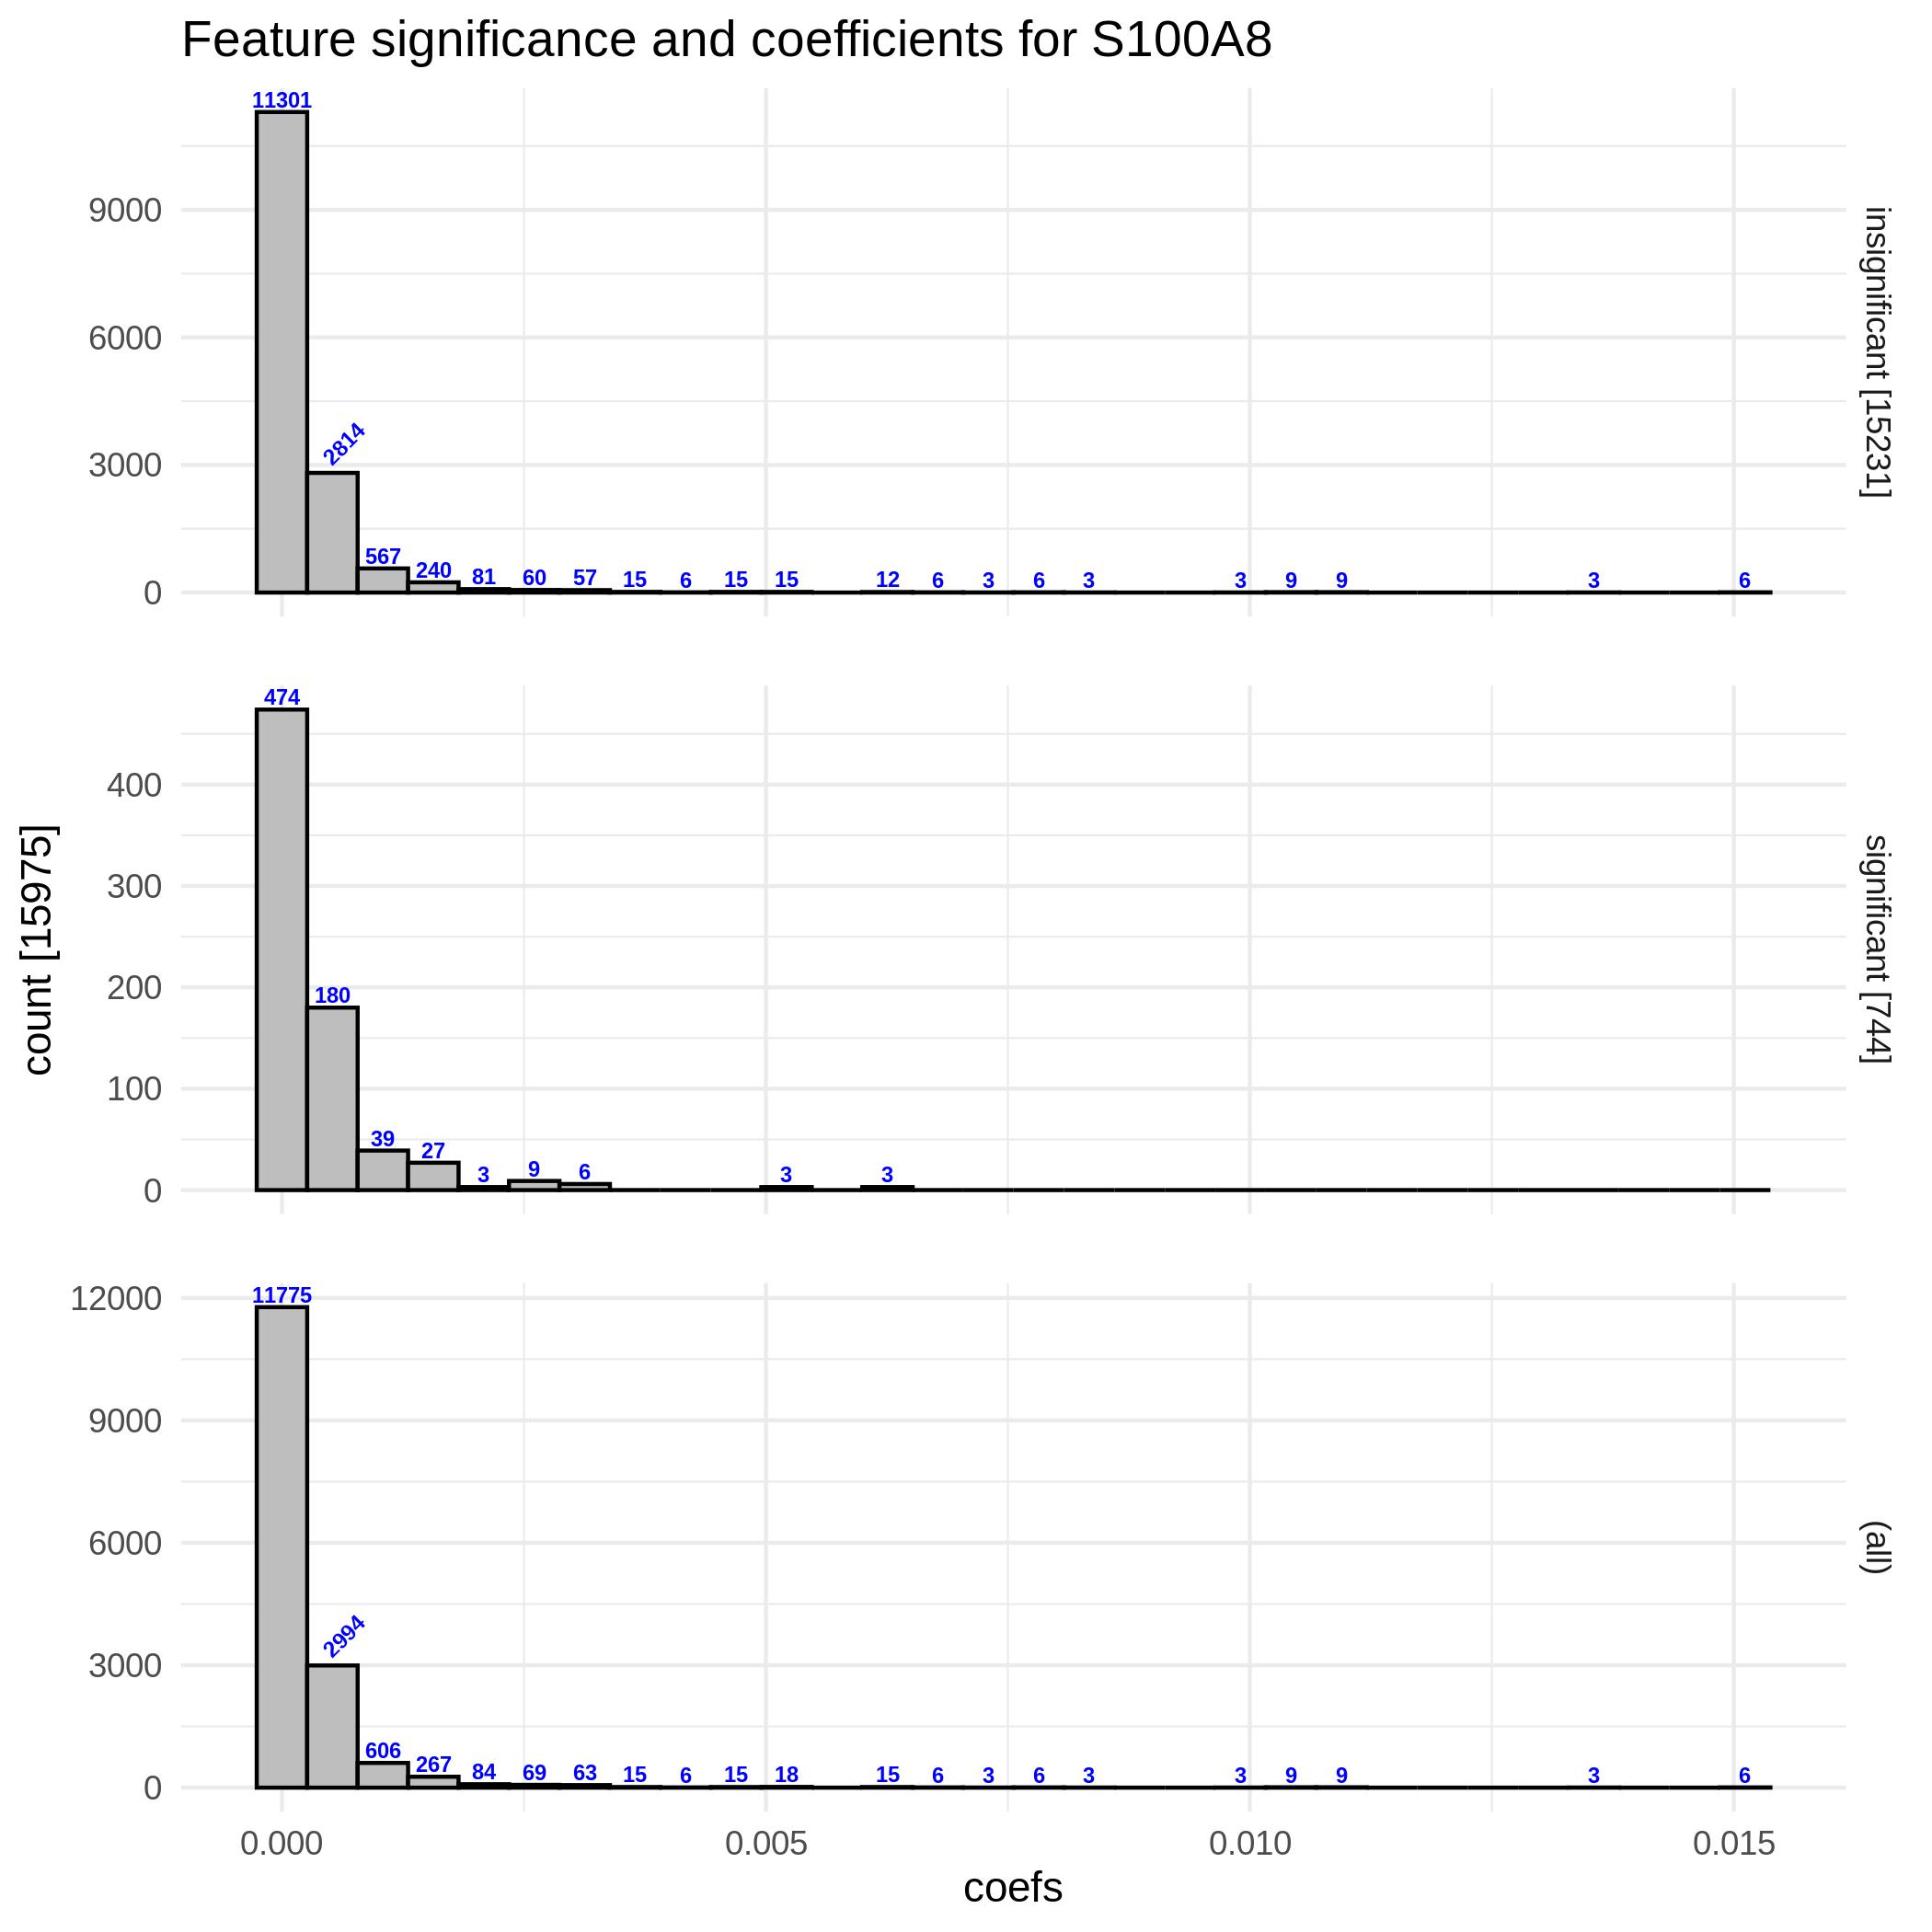 Feature significance and coefficients for S100A8
11301
9000
6000
2814
3000
567 240 81 60 57 15 6 15 15 12 6 3 6 3 3 9 9 3 6
0
insignificant [15231]
474
400
300
200
180
100
39 27 3 9 6 3 3
0
significant [744]
count [15975]
12000
11775
9000
6000
2994
3000
606 267 84 69 63 15 6 15 18 15 6 3 6 3 3 9 9 3 6
0
(all)
0.000 0.005 0.010 0.015
coefs